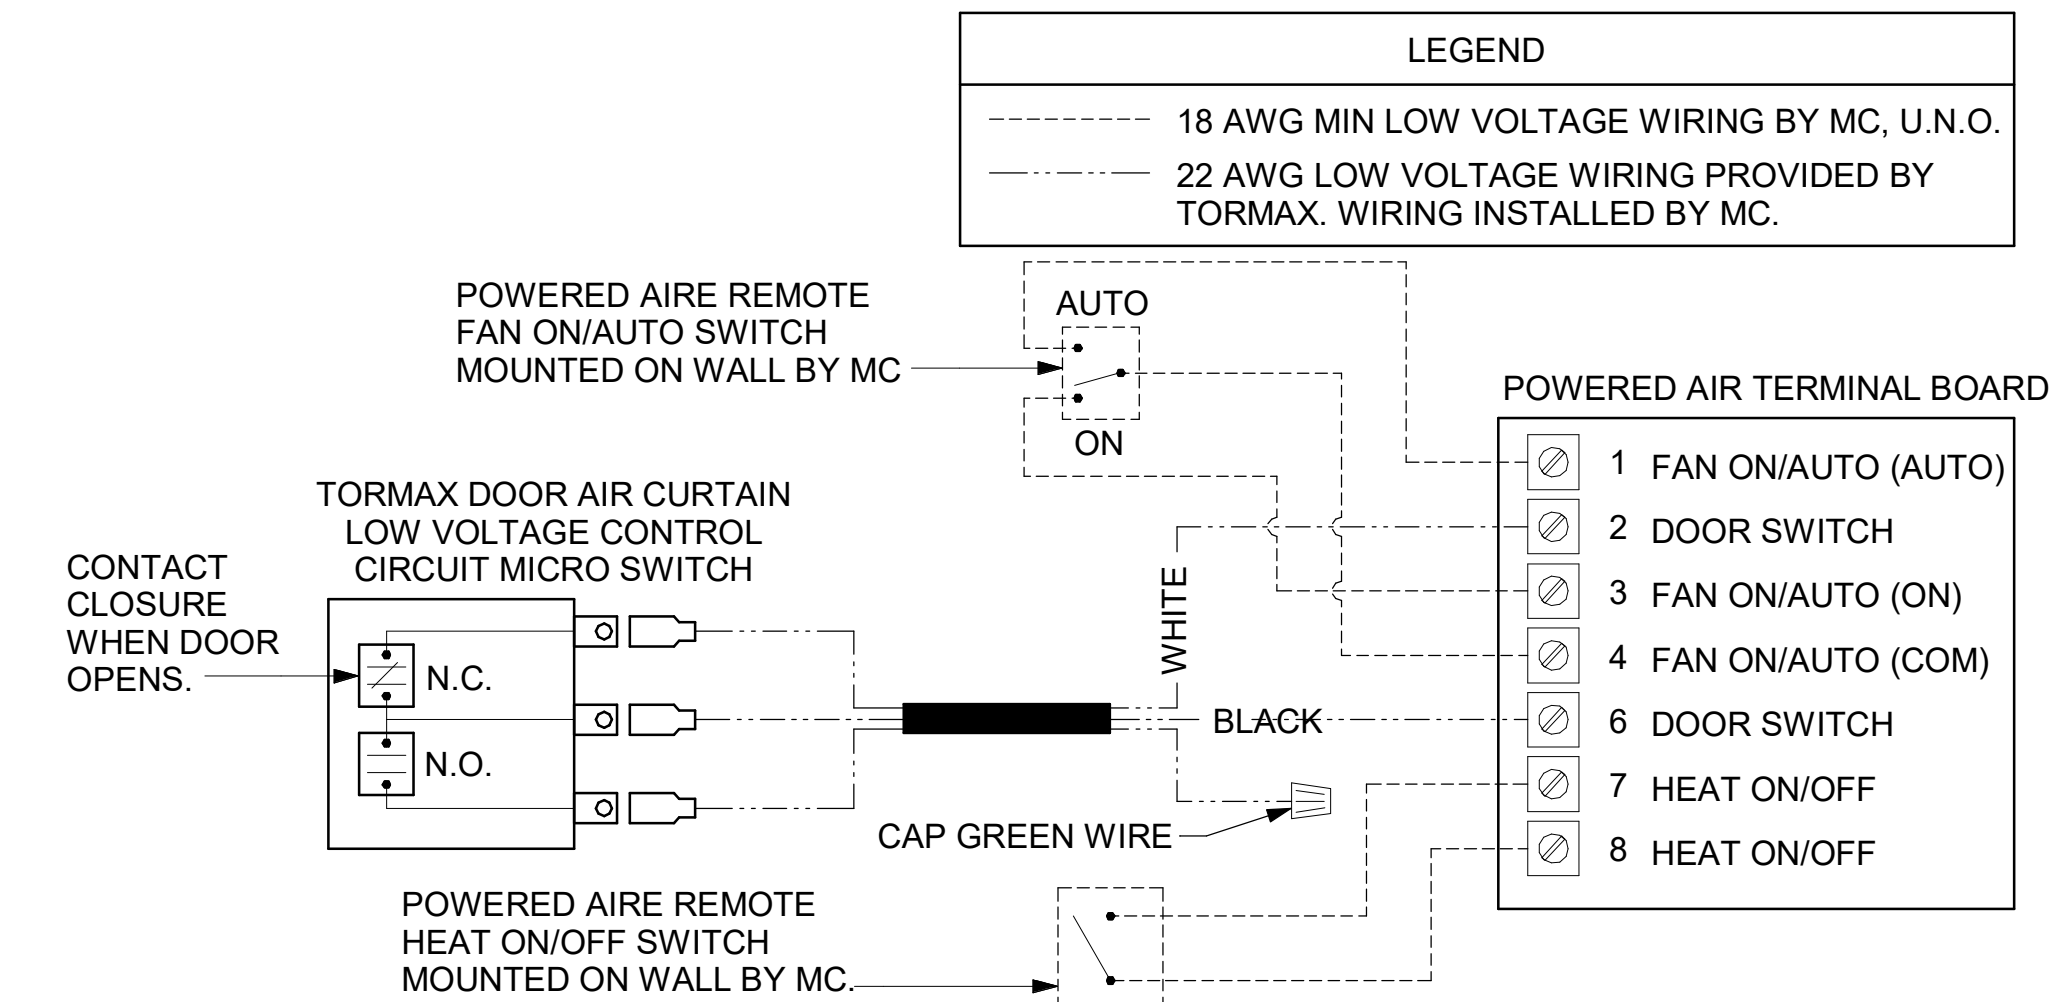 LEGEND
18 AWG MIN LOW VOLTAGE WIRING BY MC, U.N.O.
22 AWG LOW VOLTAGE WIRING PROVIDED BY
TORMAX. WIRING INSTALLED BY MC.
POWERED AIRE REMOTE
FAN ON/AUTO SWITCH
MOUNTED ON WALL BY MC
AUTO
ON
POWERED AIR TERMINAL BOARD
1 FAN ON/AUTO (AUTO)
2 DOOR SWITCH
3 FAN ON/AUTO (ON)
4 FAN ON/AUTO (COM)
6 DOOR SWITCH
7 HEAT ON/OFF
8 HEAT ON/OFF
TORMAX DOOR AIR CURTAIN
LOW VOLTAGE CONTROL
CIRCUIT MICRO SWITCH
CONTACT
CLOSURE
WHEN DOOR
OPENS.
N.C.
N.O.
WHITE
BLACK
CAP GREEN WIRE
POWERED AIRE REMOTE
HEAT ON/OFF SWITCH
MOUNTED ON WALL BY MC.